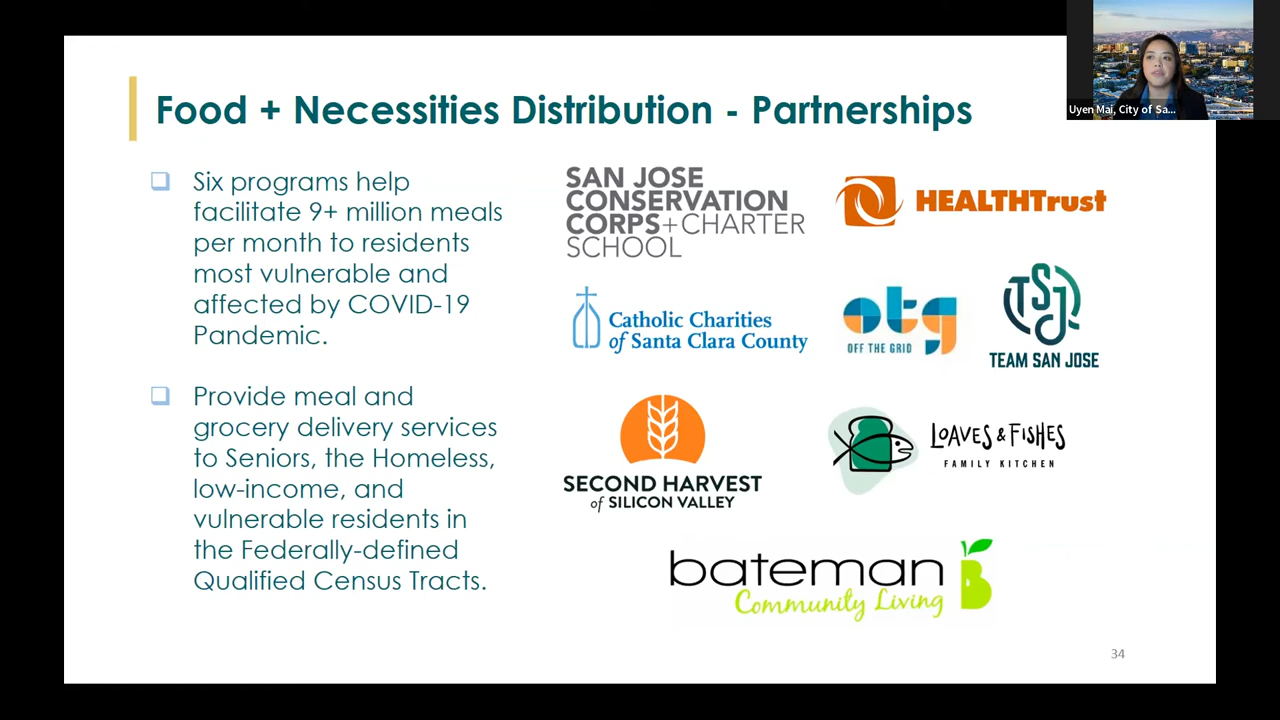 Uyen Mai, City of Sa...
Food + Necessities Distribution - Partnerships
Six programs help
facilitate 9+ million meals
per month to residents
most vulnerable and
affected by COVID-19
Pandemic.
Provide meal and
grocery delivery services
to Seniors, the Homeless,
low-income, and
vulnerable residents in
the Federally-defined
Qualified Census Tracts.
SAN JOSE
CONSERVATION
CORPS+CHARTER
SCHOOL
HEALTHTrust
Catholic Charities
of Santa Clara County
otg
OFF THE GRID
TSJ
TEAM SAN JOSE
SECOND HARVEST
of SILICON VALLEY
LOAVES & FISHES
FAMILY KITCHEN
bateman
Community Living
B
34